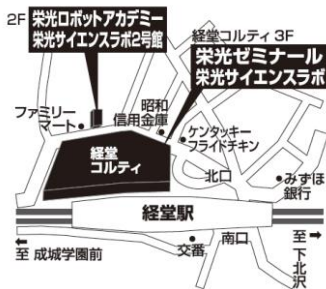 2F 栄光ロボットアカデミー
栄光サイエンスラボ2号館
経堂コルティ 3F
栄光ゼミナール
栄光サイエンスラボ
ファミリー
マート
昭和
信用金庫
ケンタッキー
フライドチキン
経堂
コルティ
北口
みずほ
銀行
経堂駅
至 成城学園前
交番
南口
至
下北沢